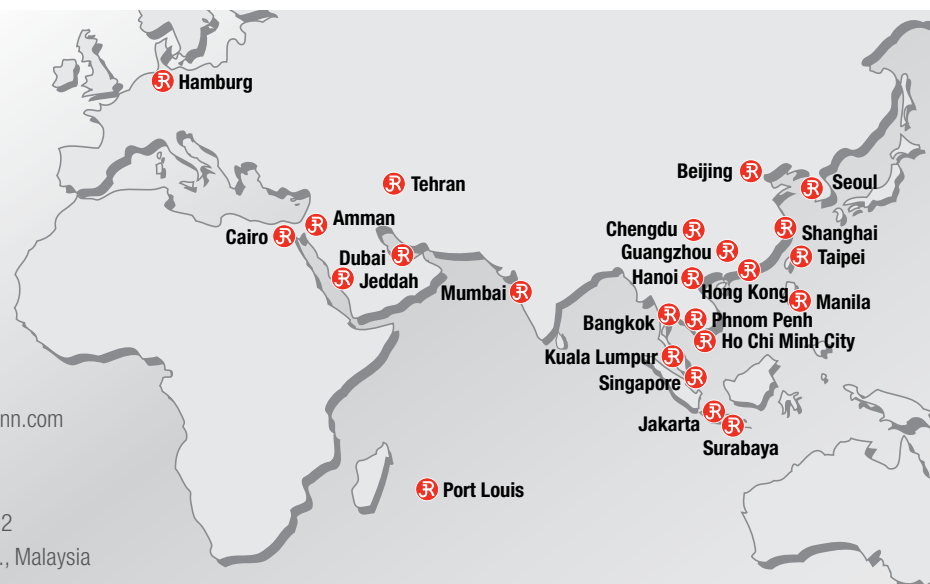 Hamburg
Tehran
Beijing
Seoul
Amman
Cairo
Chengdu
Shanghai
Guangzhou
Taipei
Dubai
Jeddah
Hanoi
Mumbai
Hong Kong
Manila
Bangkok
Phnom Penh
Ho Chi Minh City
Kuala Lumpur
Singapore
Jakarta
Surabaya
Port Louis
nn.com
2
., Malaysia